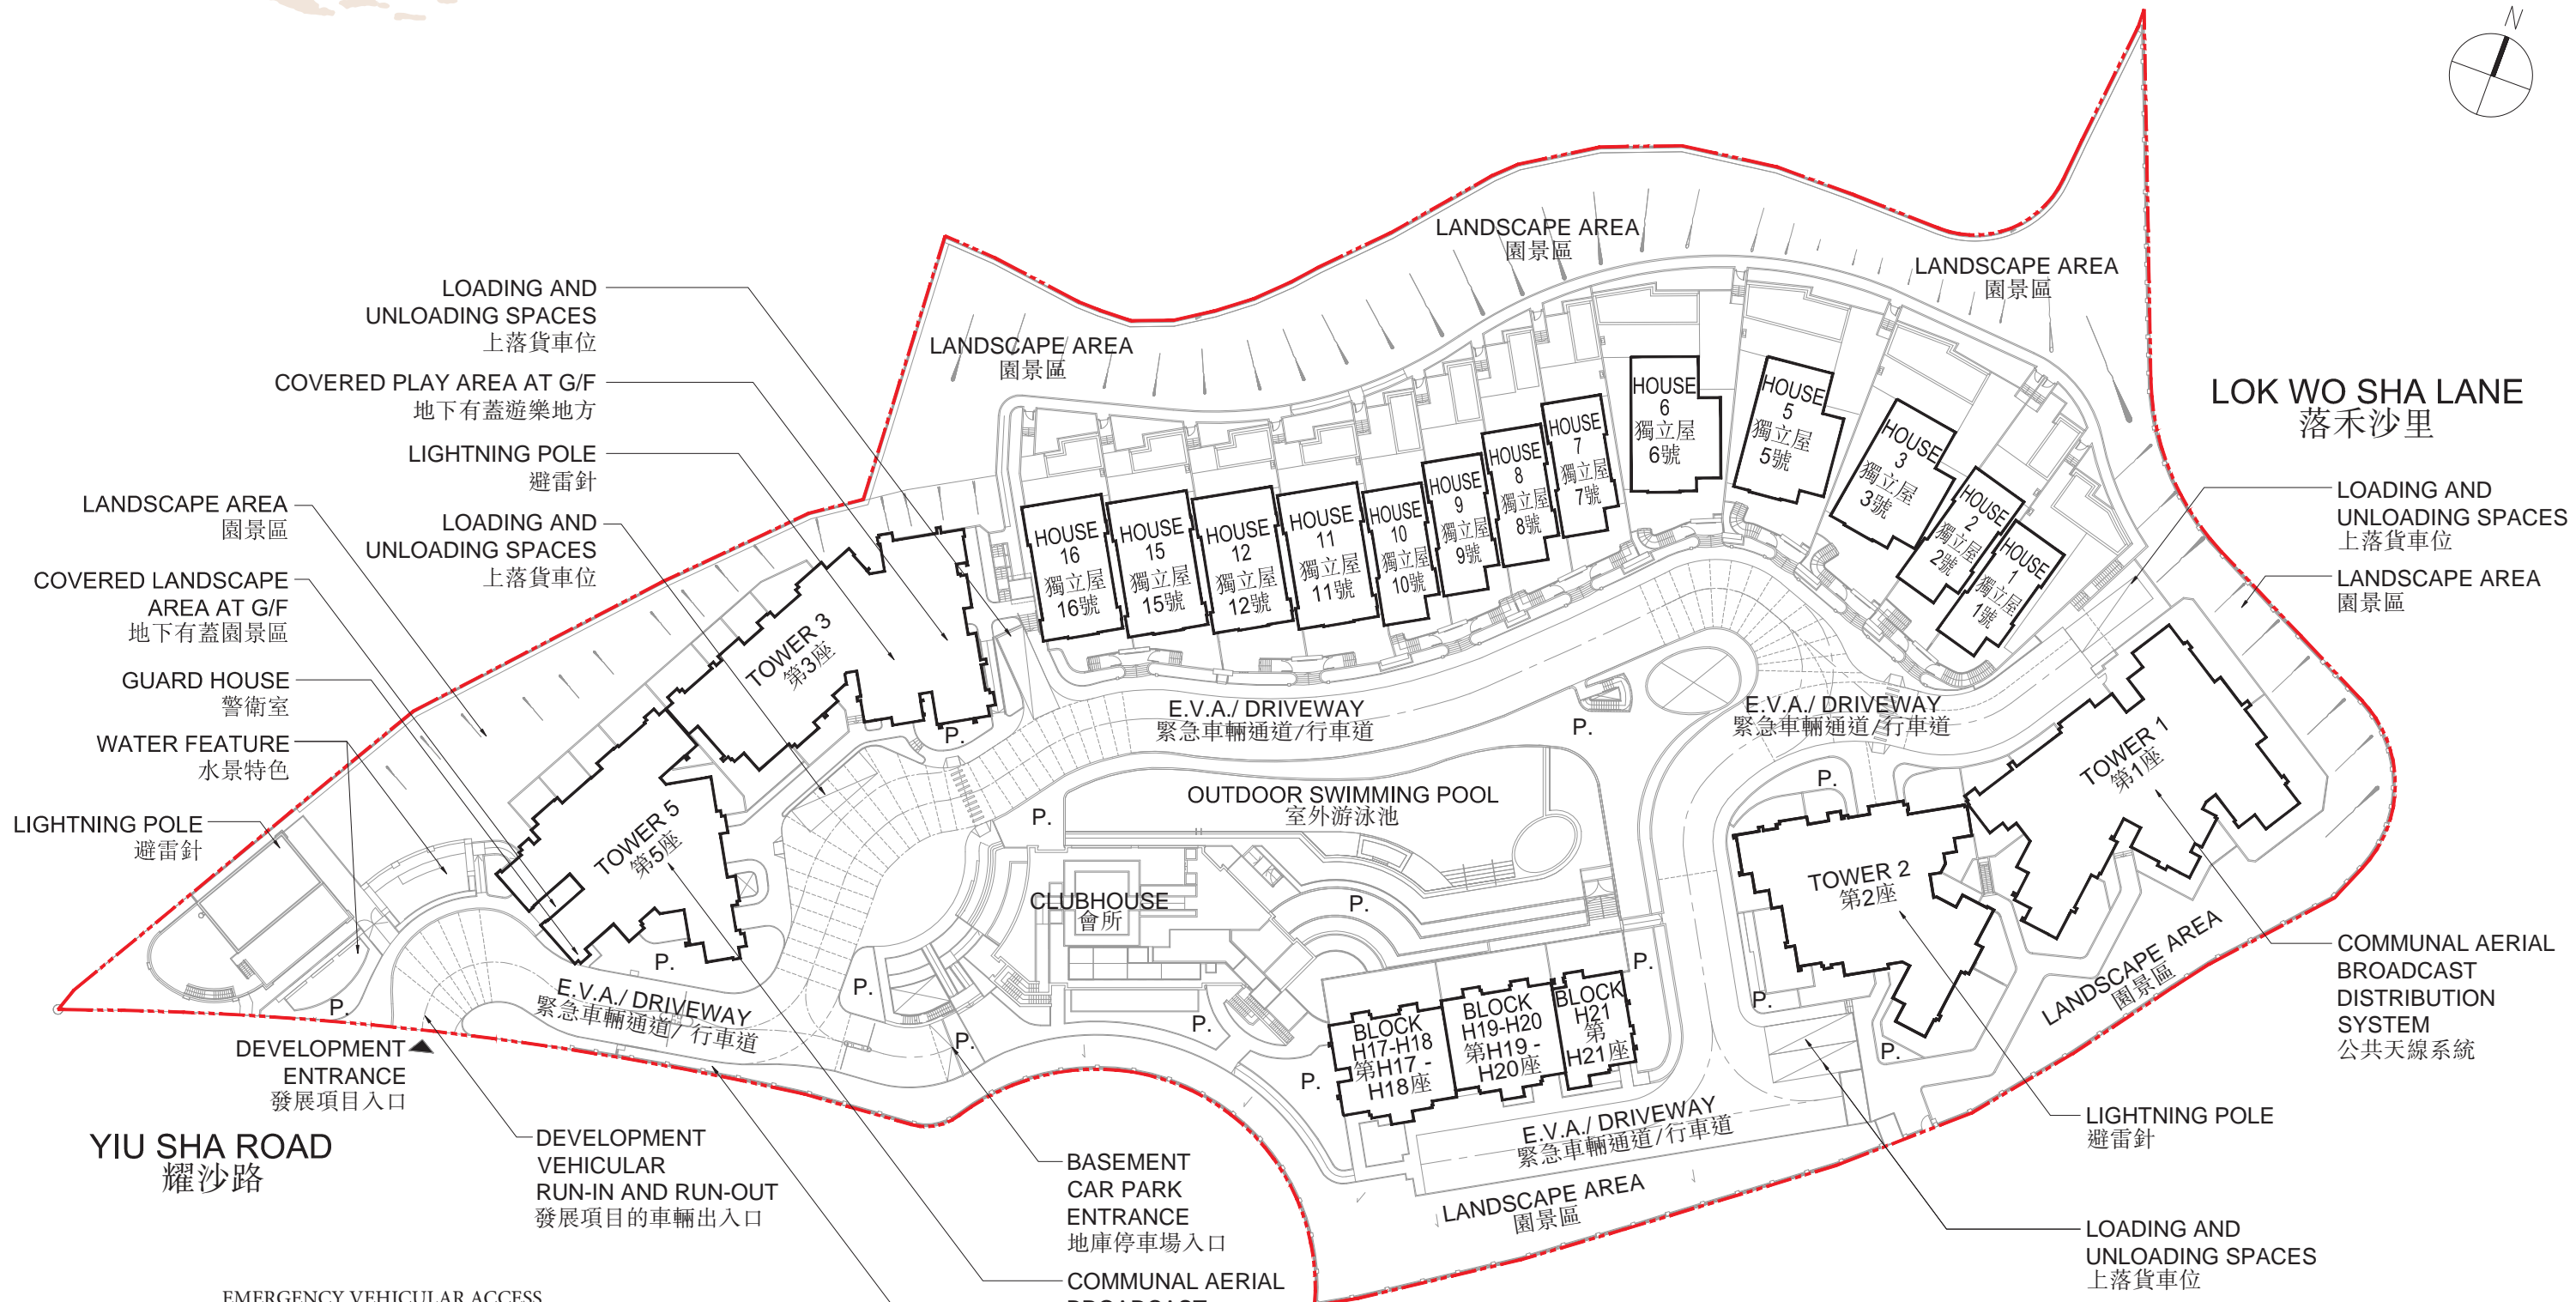 N
LANDSCAPE AREA
園景區
LANDSCAPE AREA
園景區
LANDSCAPE AREA
園景區
LOADING AND
UNLOADING SPACES
上落貨車位
COVERED PLAY AREA AT G/F
地下有蓋遊樂地方
LIGHTNING POLE
避雷針
LOADING AND
UNLOADING SPACES
上落貨車位
LANDSCAPE AREA
園景區
COVERED LANDSCAPE
AREA AT G/F
地下有蓋園景區
GUARD HOUSE
警衛室
WATER FEATURE
水景特色
LIGHTNING POLE
避雷針
LOK WO SHA LANE
落禾沙里
LOADING AND
UNLOADING SPACES
上落貨車位
LANDSCAPE AREA
園景區
HOUSE
16
獨立屋
16號
HOUSE
15
獨立屋
15號
HOUSE
12
獨立屋
12號
HOUSE
11
獨立屋
11號
HOUSE
10
獨立屋
10號
HOUSE
9
獨立屋
9號
HOUSE
8
獨立屋
8號
HOUSE
7
獨立屋
7號
HOUSE
6
獨立屋
6號
HOUSE
5
獨立屋
5號
HOUSE
3
獨立屋
3號
HOUSE
2
獨立屋
2號
HOUSE
1
獨立屋
1號
TOWER 3
第3座
TOWER 5
第5座
TOWER 1
第1座
TOWER 2
第2座
E.V.A./ DRIVEWAY
緊急車輛通道/行車道
E.V.A./ DRIVEWAY
緊急車輛通道/行車道
P.
P.
P.
P.
OUTDOOR SWIMMING POOL
室外游泳池
CLUBHOUSE
會所
P.
P.
P.
P.
P.
P.
P.
P.
P.
P.
P.
E.V.A./ DRIVEWAY
緊急車輛通道/ 行車道
BLOCK
H17-H18
第H17 -
H18座
BLOCK
H19-H20
第H19 -
H20座
BLOCK
H21
第
H21座
E.V.A./ DRIVEWAY
緊急車輛通道/行車道
LANDSCAPE AREA
園景區
LANDSCAPE AREA
園景區
COMMUNAL AERIAL
BROADCAST
DISTRIBUTION
SYSTEM
公共天線系統
LIGHTNING POLE
避雷針
LOADING AND
UNLOADING SPACES
上落貨車位
DEVELOPMENT
ENTRANCE
發展項目入口
YIU SHA ROAD
耀沙路
DEVELOPMENT
VEHICULAR
RUN-IN AND RUN-OUT
發展項目的車輛出入口
BASEMENT
CAR PARK
ENTRANCE
地庫停車場入口
COMMUNAL AERIAL
BROADCAST
EMERGENCY VEHICULAR ACCESS